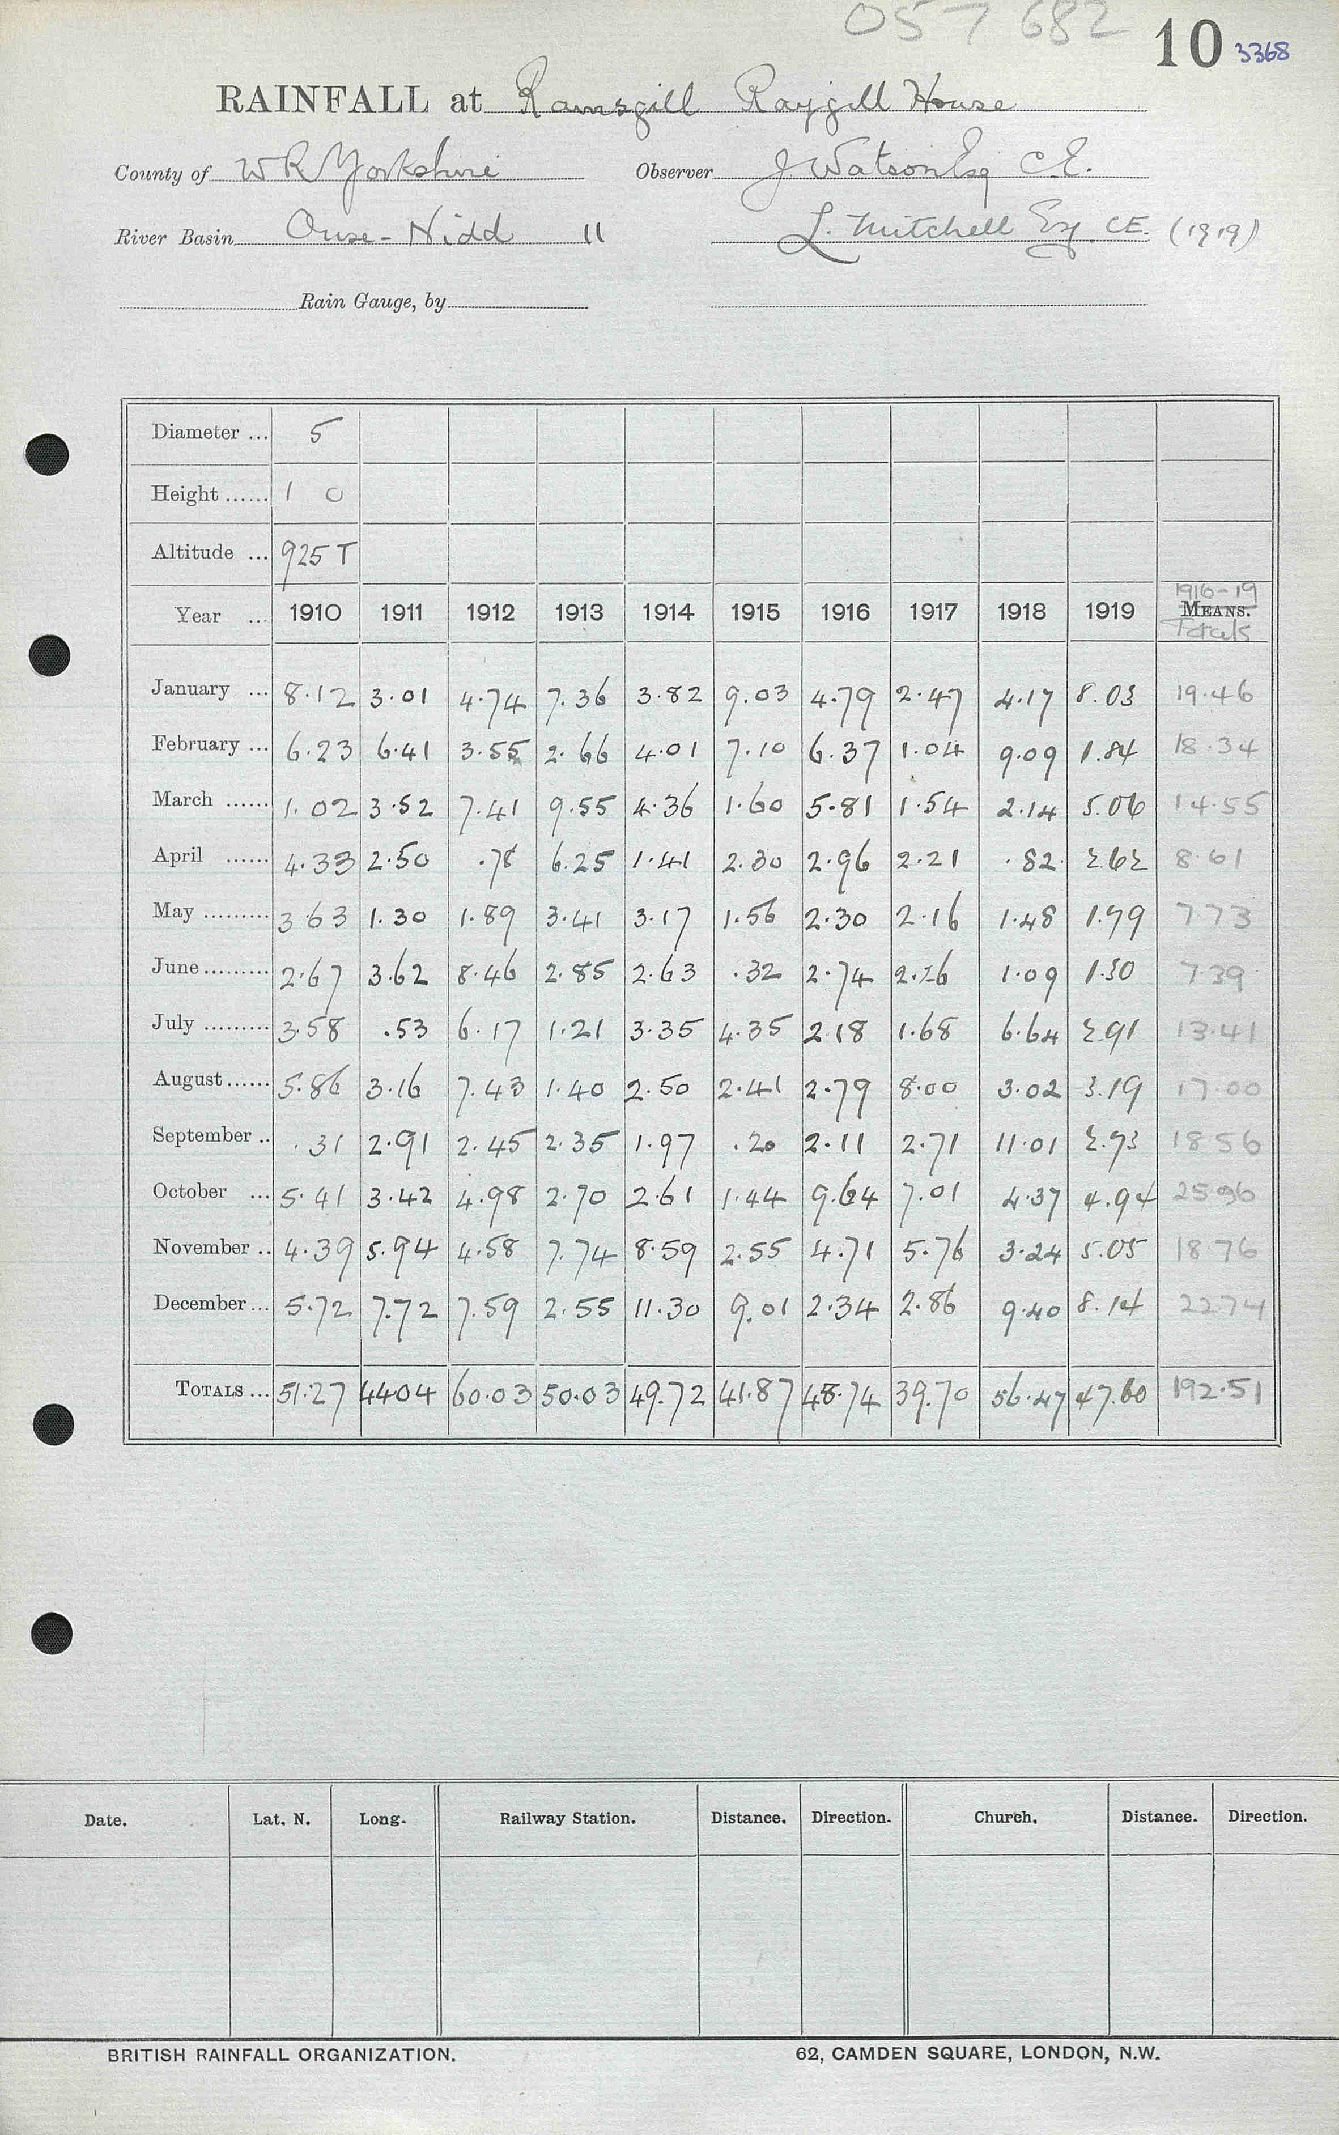 057682 10 3368
RAINFALL at Ramsgill Raygill House
County of W R Yorkshire Observer J. Watson Esq C.E.
River Basin Ouse - Nidd 11 L. Mitchell Esq. CE. (1919)
Rain Gauge, by
Diameter ... 5
Height ...... 1 0
Altitude ... 925 T
1916-19
Year ... 1910 1911 1912 1913 1914 1915 1916 1917 1918 1919 MEANS.
Totals
January ... 8.12 3.01 4.74 7.36 3.82 9.03 4.79 2.47 4.17 8.03 19.46
February ... 6.23 6.41 3.55 2.66 4.01 7.10 6.37 1.04 9.09 1.84 18.34
March ...... 1.02 3.52 7.41 9.55 4.36 1.60 5.81 1.54 2.14 5.06 14.55
April ...... 4.33 2.50 .78 6.25 1.41 2.30 2.96 2.21 .82 2.62 8.61
May ......... 3 63 1.30 1.89 3.41 3.17 1.56 2.30 2.16 1.48 1.79 7.73
June ......... 2.67 3.62 8.46 2.85 2.63 .32 2.74 2.26 1.09 1.30 7.39
July ......... 3.58 .53 6.17 1.21 3.35 4.35 2.18 1.68 6.64 2.91 13.41
August ...... 5.86 3.16 7.43 1.40 2.50 2.41 2.79 8.00 3.02 3.19 17.00
September .. .31 2.91 2.45 2.35 1.97 .20 2.11 2.71 11.01 2.73 18.56
October ... 5.41 3.42 4.98 2.70 2.61 1.44 9.64 7.01 4.37 4.94 25.96
November .. 4.39 5.94 4.58 7.74 8.59 2.55 4.71 5.76 3.24 5.05 18.76
December ... 5.72 7.72 7.59 2.55 11.30 9.01 2.34 2.86 9.40 8.14 22.74
TOTALS ... 51.27 4404 60.03 50.03 49.72 41.87 48.74 39.70 56.47 47.60 192.51
Date. Lat. N. Long. Railway Station. Distance. Direction. Church. Distance. Direction.
BRITISH RAINFALL ORGANIZATION. 62, CAMDEN SQUARE, LONDON, N.W.